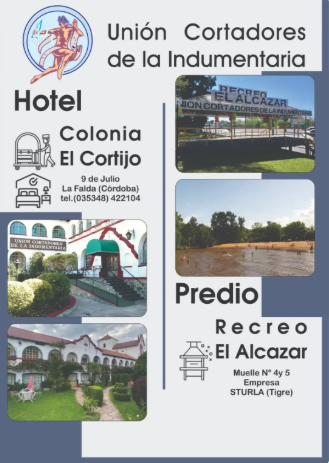 Unión Cortadores
de la Indumentaria
Hotel
Colonia
El Cortijo
9 de Julio
La Falda (Córdoba)
tel.(035348) 422104
RECREO
EL ALCAZAR
UNION CORTADORES DE LA INDUMENTARIA
UNION CORTADORES
DE LA INDUMENTARIA
Predio
Recreo
El Alcazar
Muelle Nº 4y 5
Empresa
STURLA (Tigre)